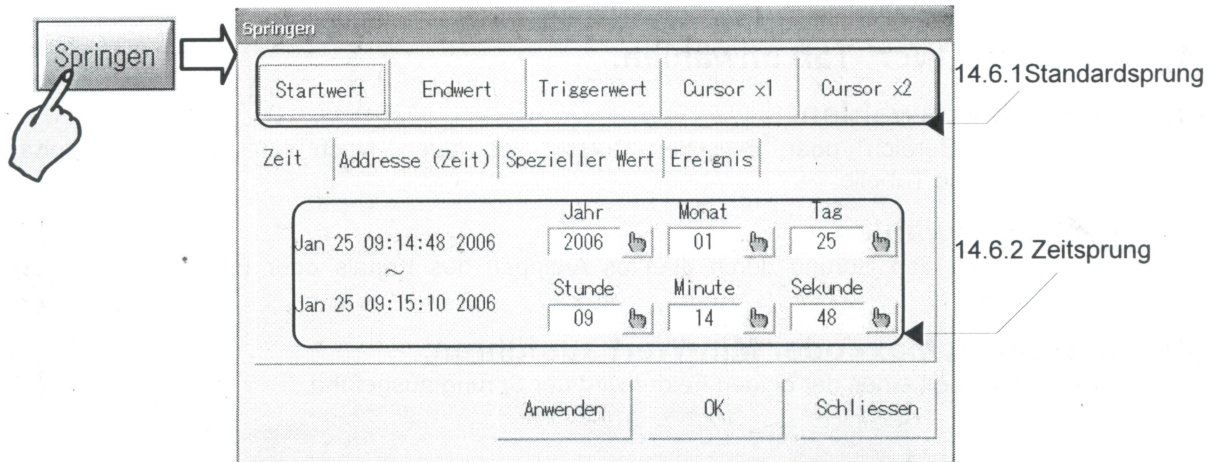 Springen
Springen
Startwert Endwert Triggerwert Cursor x1 Cursor x2
14.6.1Standardsprung
Zeit Addresse (Zeit) Spezieller Wert Ereignis
Jahr Monat Tag
Jan 25 09:14:48 2006 2006 01 25
14.6.2 Zeitsprung
~
Stunde Minute Sekunde
Jan 25 09:15:10 2006 09 14 48
Anwenden OK Schliessen